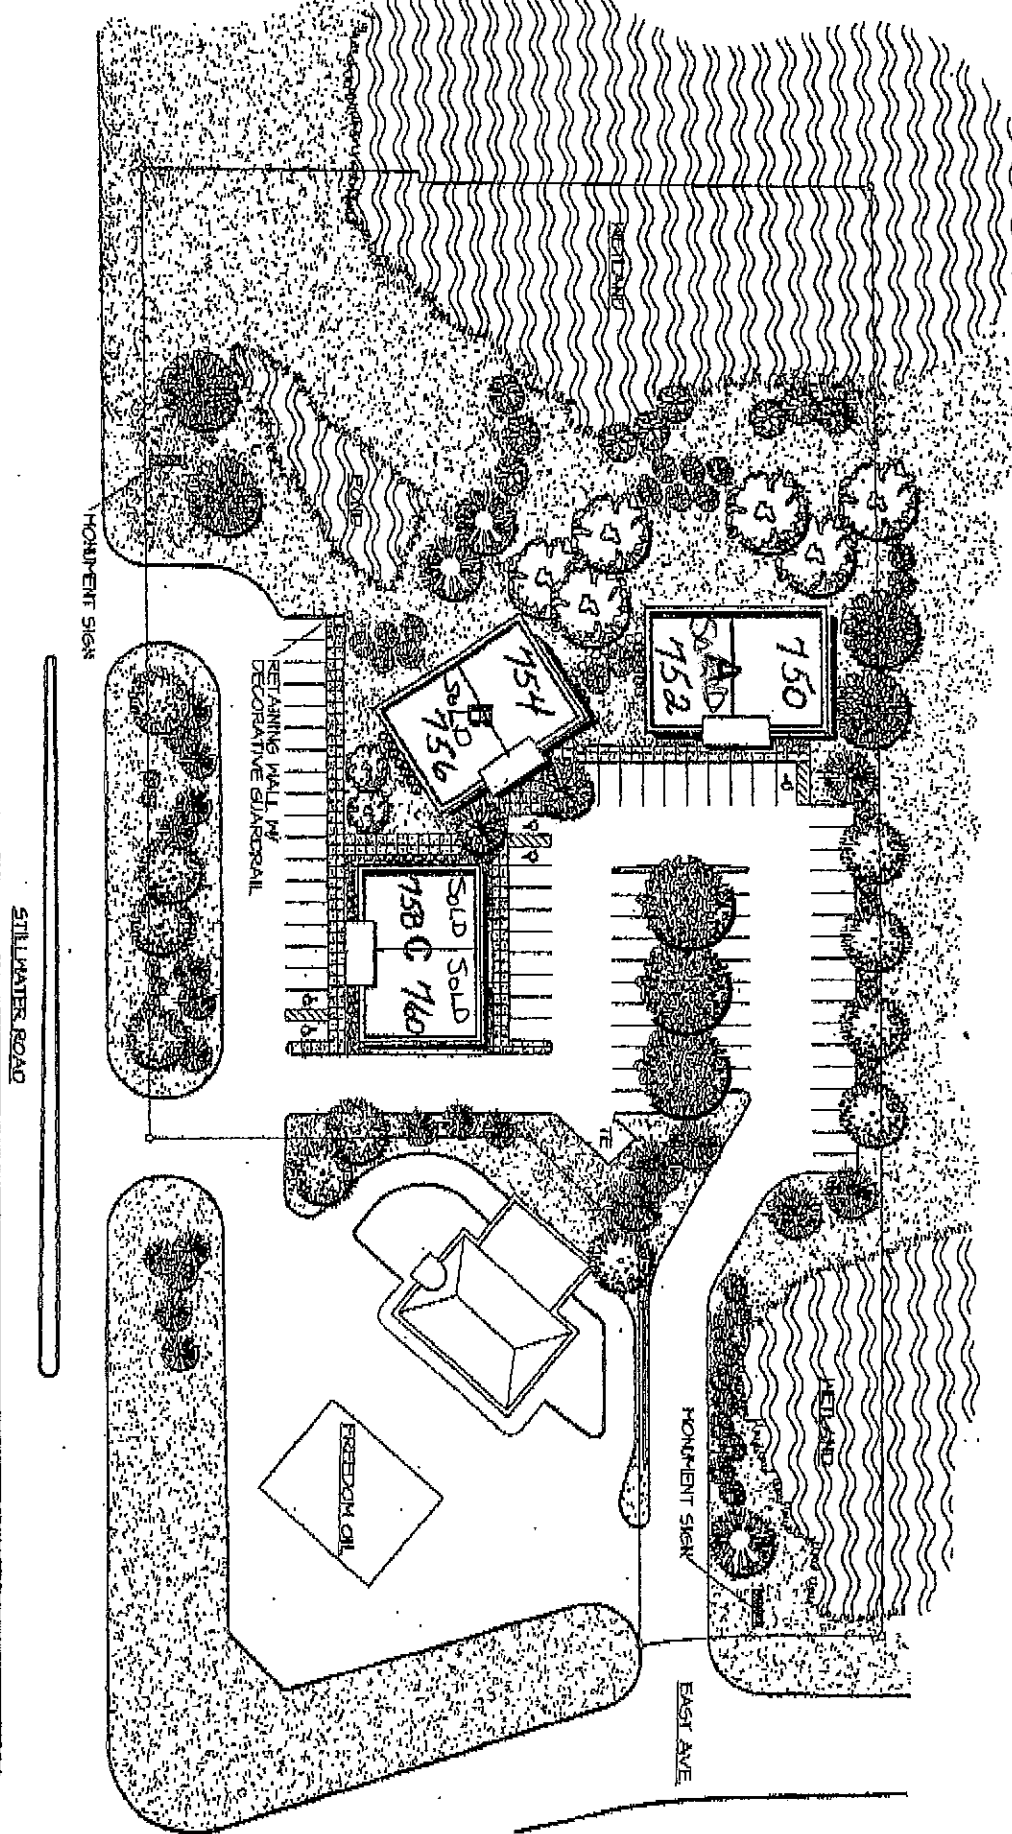 WETLAND
POND
MONUMENT SIGN
RETAINING WALL W/
DECORATIVE GUARDRAIL
750
A
SOLD
752
754
B
SOLD
756
SOLD SOLD
758 C 760
TE
STILLWATER ROAD
FREEDOM OIL
WETLAND
MONUMENT SIGN
EAST AVE